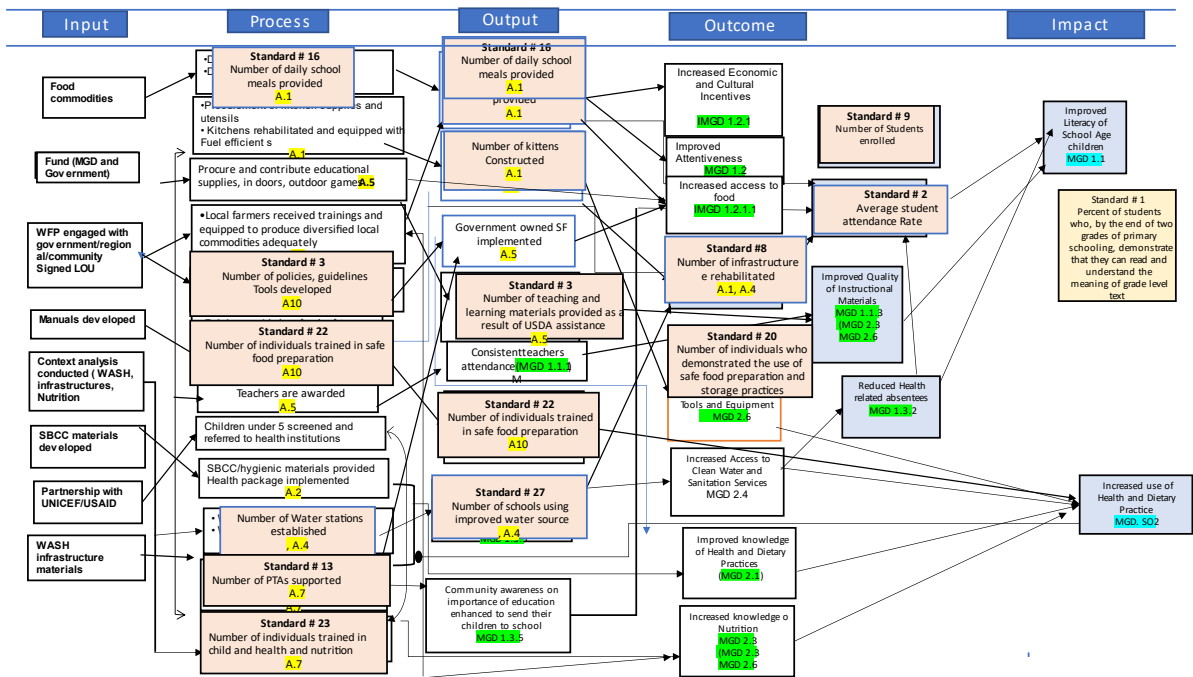 Input
Process
Output
Outcome
Impact
Food
commodities
Fund (MGD and
Government)
WFP engaged with
government/region
al/community
Signed LOU
Manuals developed
Context analysis
conducted ( WASH,
infrastructures,
Nutrition
SBCC materials
developed
Partnership with
UNICEF/USAID
WASH
infrastructure
materials
Standard # 16
Number of daily school
meals provided
A.1
utensils
• Kitchens rehabilitated and equipped with
Fuel efficient s
A.1
Procure and contribute educational
supplies, in doors, outdoor games A.5
•Local farmers received trainings and
equipped to produce diversified local
commodities adequately
Standard # 3
Number of policies, guidelines
Tools developed
A10
Standard # 22
Number of individuals trained in safe
food preparation
A10
Teachers are awarded
A.5
Children under 5 screened and
referred to health institutions
SBCC/hygienic materials provided
Health package implemented
A.2
Number of Water stations
established
, A.4
Standard # 13
Number of PTAs supported
A.7
A.7
Standard # 23
Number of individuals trained in
child and health and nutrition
A.7
Standard # 16
Number of daily school
meals provided
A.1
provided
A.1
Number of kittens
Constructed
A.1
Government owned SF
implemented
A.5
Standard # 3
Number of teaching and
learning materials provided as a
result of USDA assistance
A.5
Consistentteachers
attendance(MGD 1.1.1)
M
Standard # 22
Number of individuals trained
in safe food preparation
A10
Standard # 27
Number of schools using
improved water source
, A.4
Community awareness on
importance of education
enhanced to send their
children to school
MGD 1.3.5
Increased Economic
and Cultural
Incentives
IMGD 1.2.1
Improved
Attentiveness
MGD 1.2
Increased access to
food
IMGD 1.2.1.1
Standard #8
Number of infrastructure
e rehabilitated
A.1, A.4
Standard # 20
Number of individuals who
demonstrated the use of
safe food preparation and
storage practices
Tools and Equipment
MGD 2.6
Increased Access to
Clean Water and
Sanitation Services
MGD 2.4
Improved knowledge
of Health and Dietary
Practices
(MGD 2.1)
Increased knowledge o
Nutrition
MGD 2.3
(MGD 2.3
MGD 2.6
Standard # 9
Number of Students
enrolled
Standard # 2
Average student
attendance Rate
Improved Quality
of Instructional
Materials
MGD 1.1.3
(MGD 2.3
MGD 2.6
Reduced Health
related absentees
MGD 1.3.2
Improved
Literacy of
School Age
children
MGD 1.1
Standard # 1
Percent of students
who, by the end of two
grades of primary
schooling, demonstrate
that they can read and
understand the
meaning of grade level
text
Increased use of
Health and Dietary
Practice
MGD. SO2